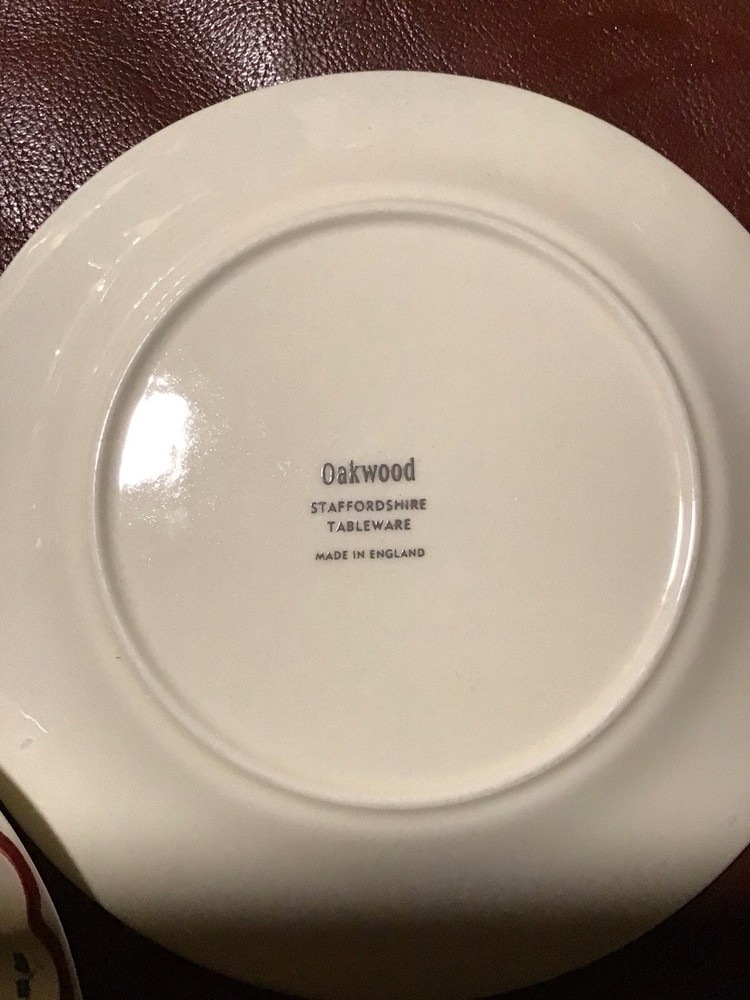 Oakwood
STAFFORDSHIRE
TABLEWARE
MADE IN ENGLAND